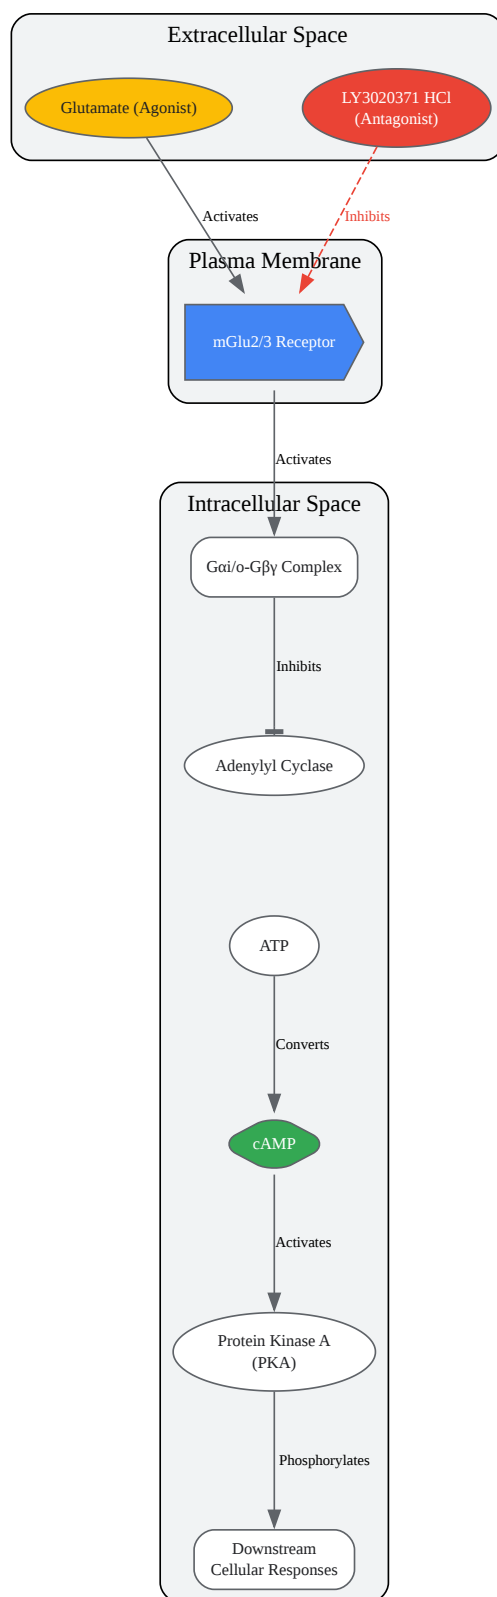 Extracellular Space
Glutamate (Agonist)
LY3020371 HCl
(Antagonist)
Activates
Inhibits
Plasma Membrane
mGlu2/3 Receptor
Activates
Intracellular Space
Gαi/o-Gβγ Complex
Inhibits
Adenylyl Cyclase
ATP
Converts
cAMP
Activates
Protein Kinase A
(PKA)
Phosphorylates
Downstream
Cellular Responses